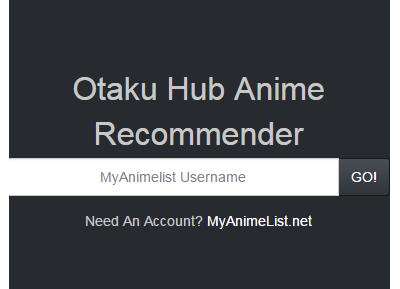 Otaku Hub Anime
Recommender
MyAnimelist Username
GO!
Need An Account? MyAnimeList.net